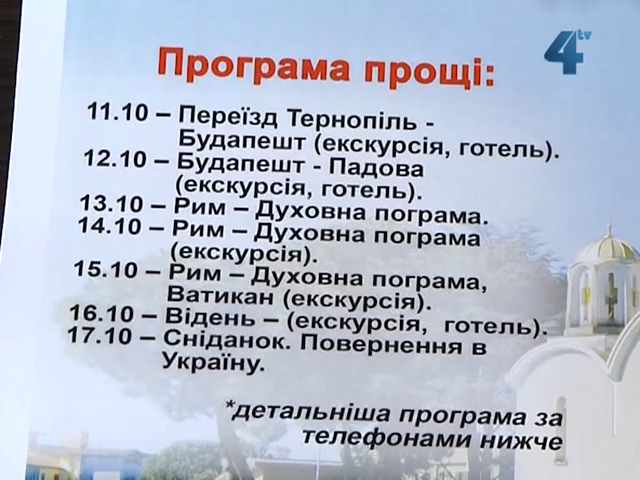 4 tv
Програма прощі:
11.10 – Переїзд Тернопіль -
Будапешт (екскурсія, готель).
12.10 – Будапешт - Падова
(екскурсія, готель).
13.10 – Рим – Духовна пограма.
14.10 – Рим – Духовна пограма
(екскурсія).
15.10 – Рим – Духовна пограма,
Ватикан (екскурсія).
16.10 – Відень – (екскурсія, готель).
17.10 – Сніданок. Повернення в
Україну.
*детальніша програма за
телефонами нижче